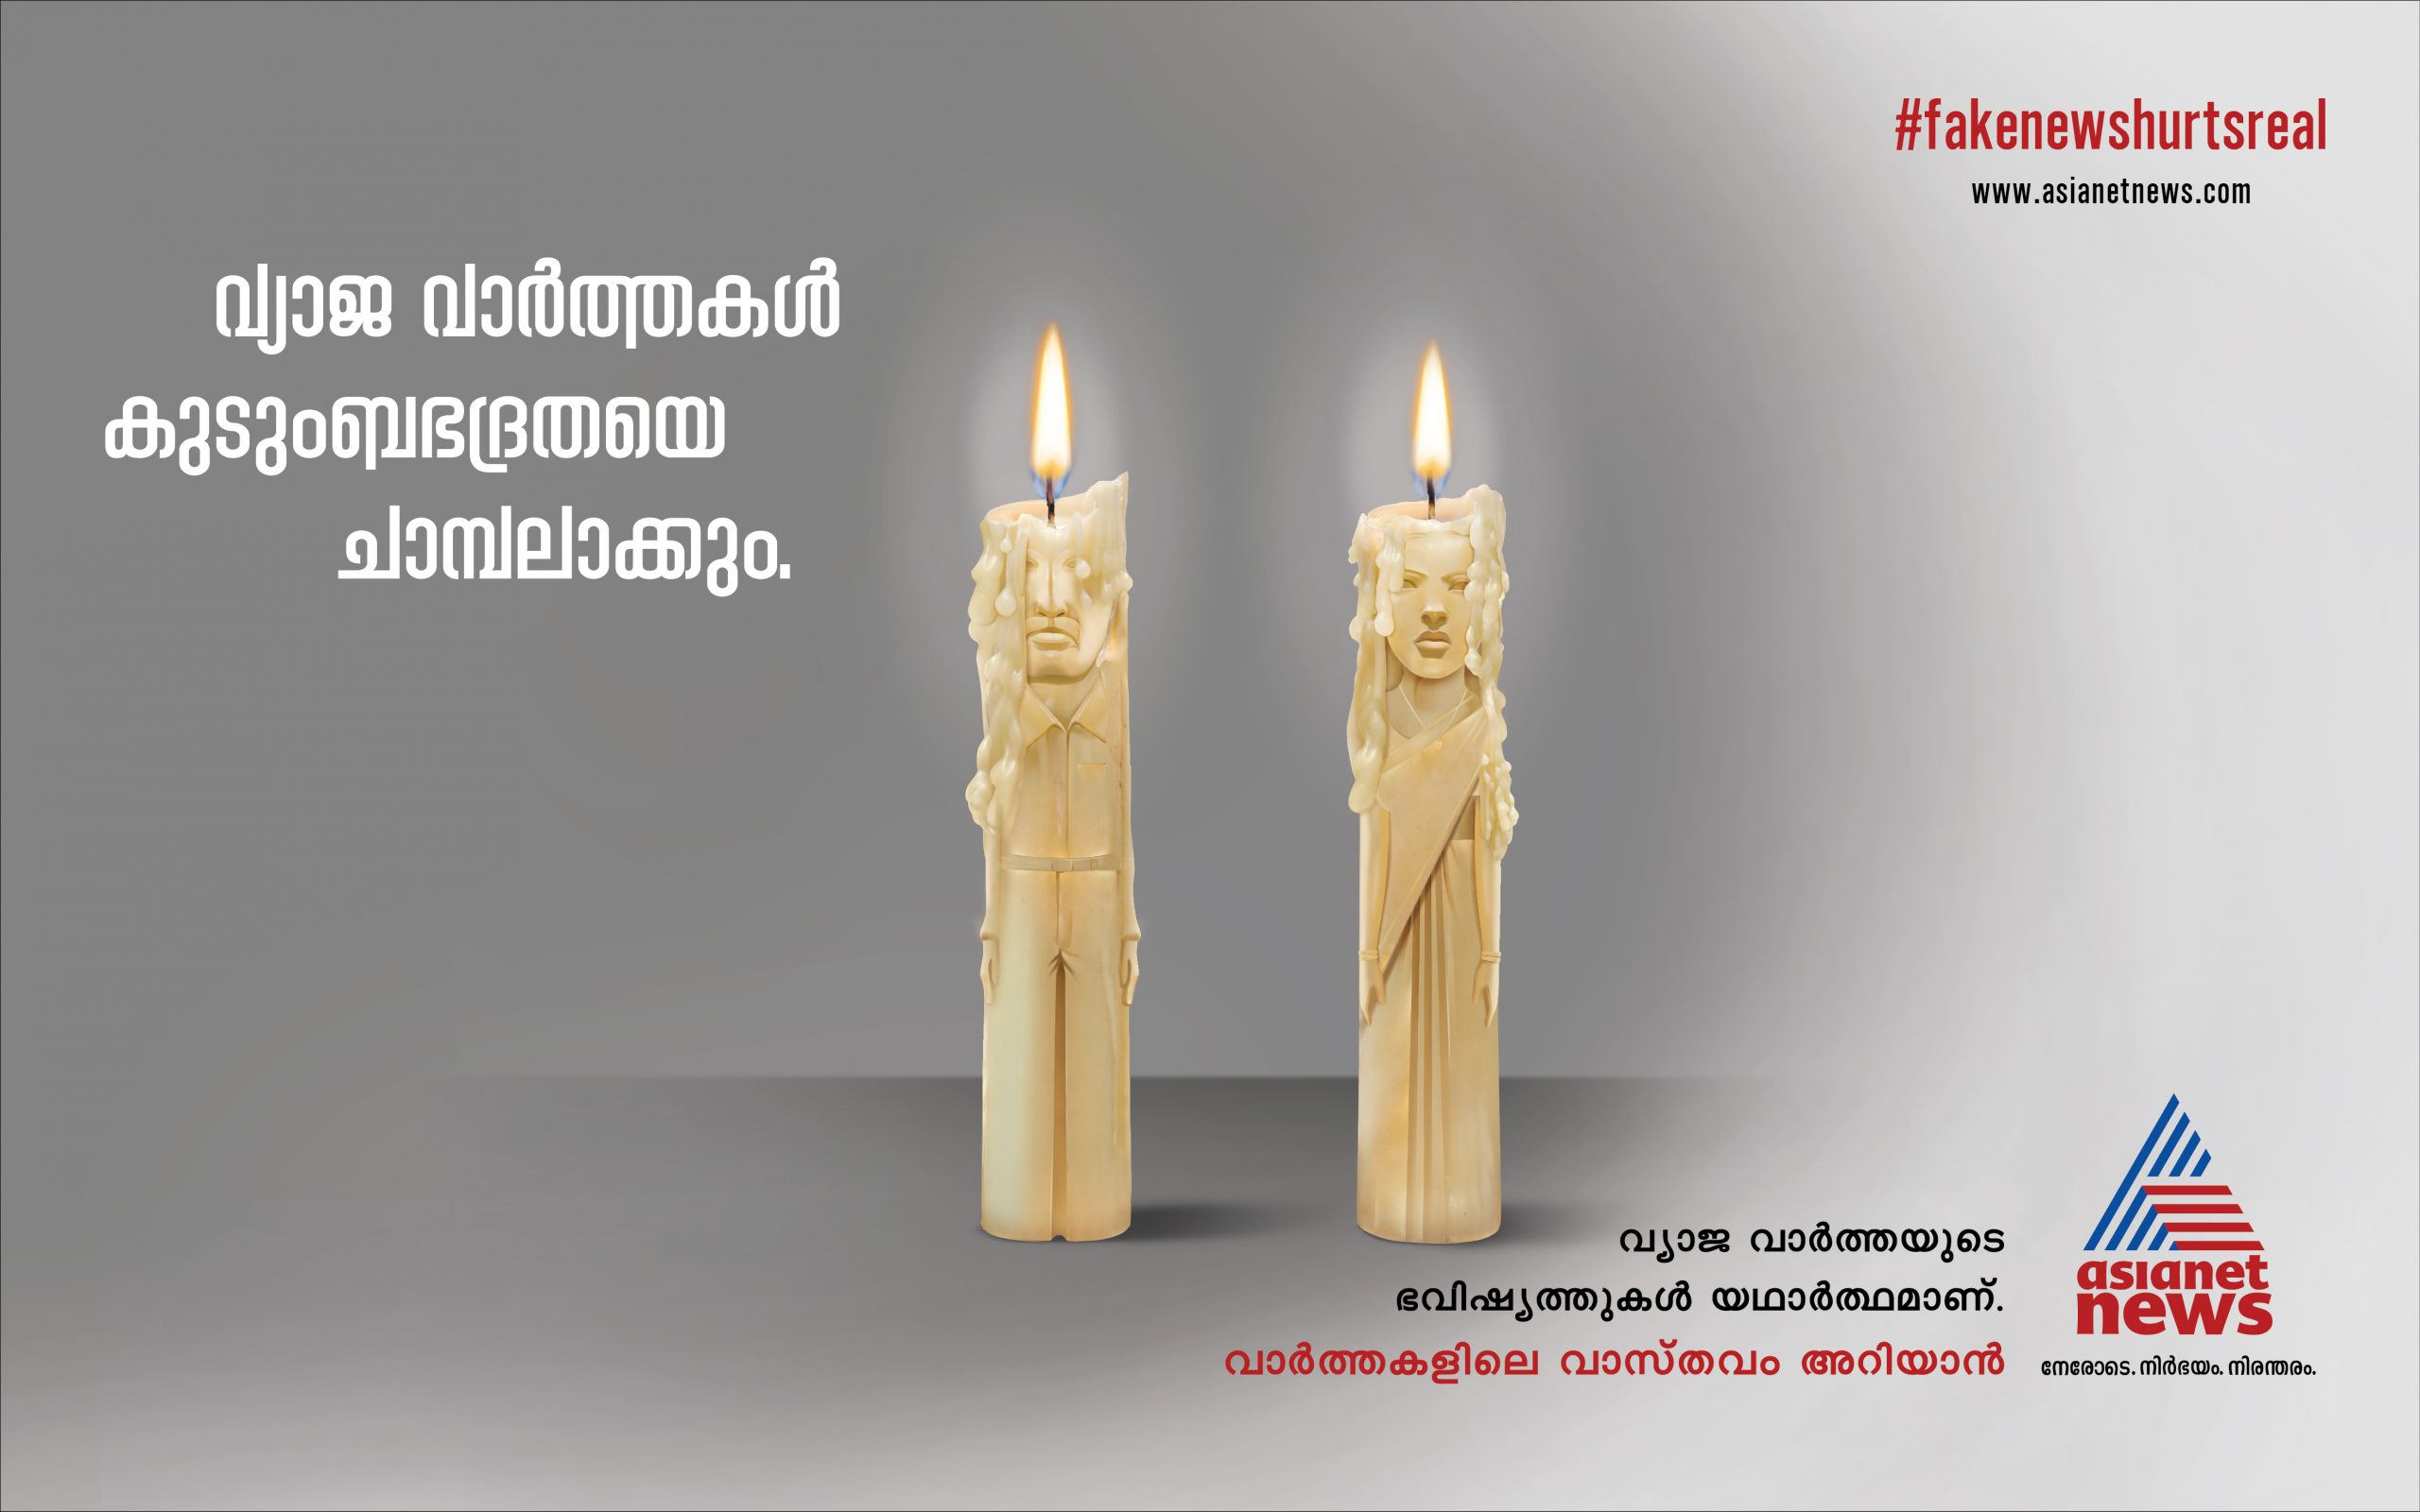 #fakenewshurtsreal
www.asianetnews.com
വ്യാജ വാർത്തകൾ
കുടുംബഭദ്രതയെ
ചാമ്പലാക്കും.
വ്യാജ വാർത്തയുടെ
ഭവിഷ്യത്തുകൾ യഥാർത്ഥമാണ്.
വാർത്തകളിലെ വാസ്തവം അറിയാൻ
asianet
news
നേരോടെ. നിർഭയം. നിരന്തരം.